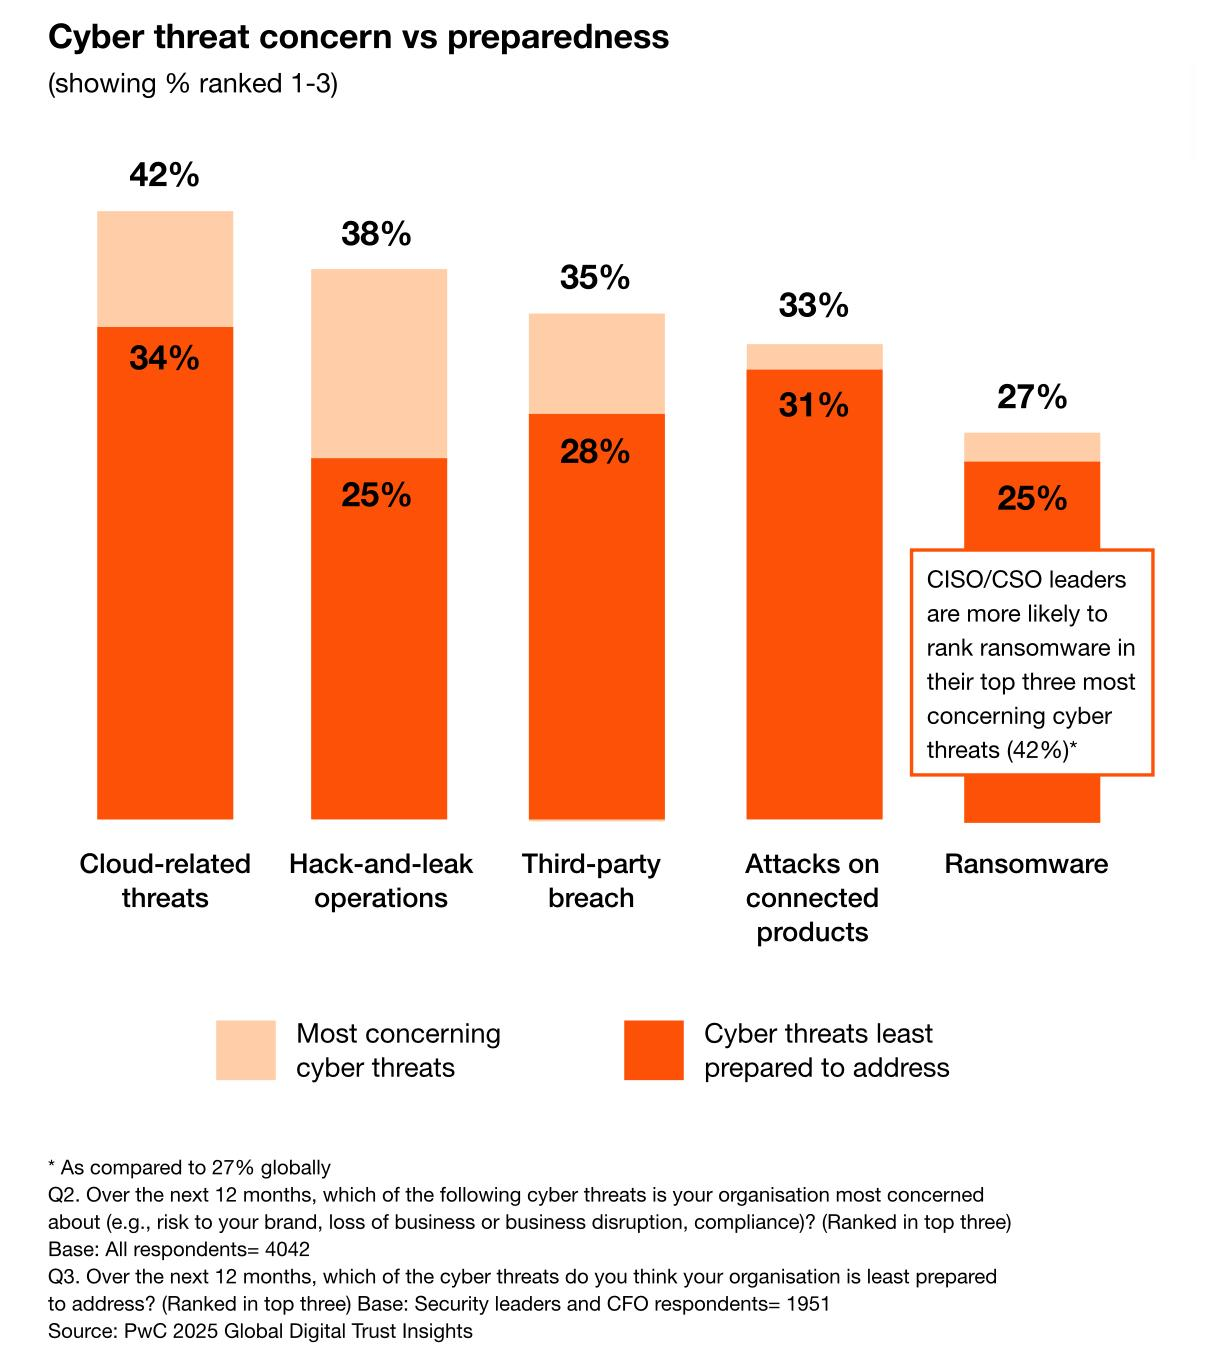 Cyber threat concern vs preparedness
(showing % ranked 1-3)
42%
34%
38%
25%
35%
28%
33%
31%
27%
25%
CISO/CSO leaders
are more likely to
rank ransomware in
their top three most
concerning cyber
threats (42%)*
Cloud-related
threats
Hack-and-leak
operations
Third-party
breach
Attacks on
connected
products
Ransomware
Most concerning
cyber threats
Cyber threats least
prepared to address
* As compared to 27% globally
Q2. Over the next 12 months, which of the following cyber threats is your organisation most concerned
about (e.g., risk to your brand, loss of business or business disruption, compliance)? (Ranked in top three)
Base: All respondents= 4042
Q3. Over the next 12 months, which of the cyber threats do you think your organisation is least prepared
to address? (Ranked in top three) Base: Security leaders and CFO respondents= 1951
Source: PwC 2025 Global Digital Trust Insights